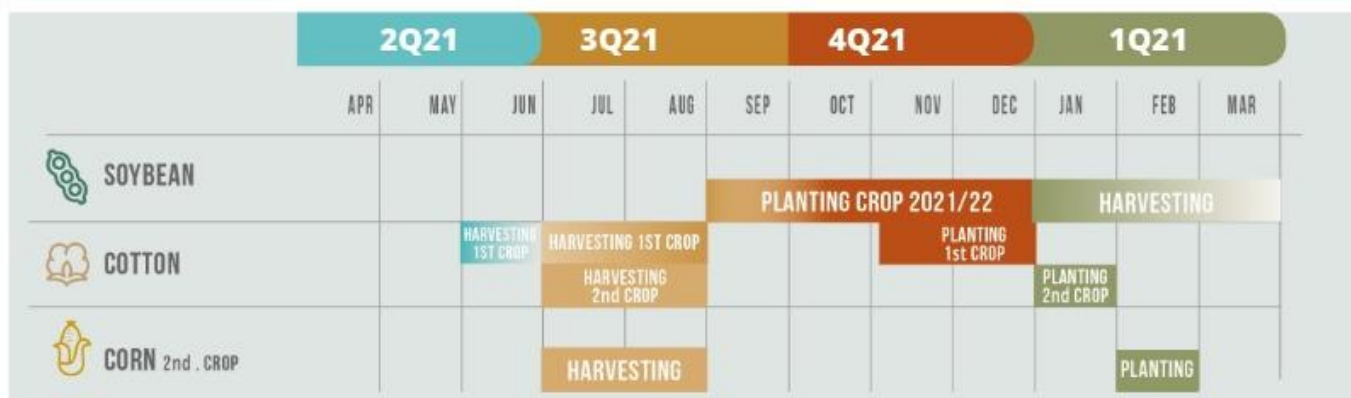 2Q21 3Q21 4Q21 1Q21
APR MAY JUN JUL AUG SEP OCT NOV DEC JAN FEB MAR
SOYBEAN
PLANTING CROP 2021/22 HARVESTING
COTTON
HARVESTING
1ST CROP
HARVESTING 1ST CROP
PLANTING
1st CROP
HARVESTING
2nd CROP
PLANTING
2nd CROP
CORN 2nd . CROP
HARVESTING PLANTING